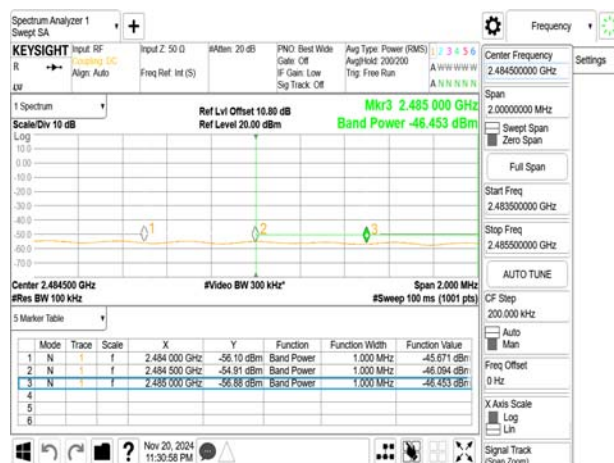 Spectrum Analyzer 1
Swept SA
Frequency
KEYSIGHT Input: RF Input Z: 50 Ω #Atten: 20 dB PNO: Best Wide Avg Type: Power (RMS) 1 2 3 4 5 6
R Coupling: DC Gate: Off Avg|Hold: 200/200 A W W W W W
Align: Auto Freq Ref: Int (S) IF Gain: Low Trig: Free Run
Sig Track: Off A N N N N N
1 Spectrum
Scale/Div 10 dB
Ref Lvl Offset 10.80 dB
Ref Level 20.00 dBm
Mkr3 2.485 000 GHz
Band Power -46.453 dBm
Log
10.0
0.00
-10.0
-20.0
-30.0
-40.0
-50.0
-60.0
-70.0
1 2 3
Center 2.484500 GHz #Video BW 300 kHz* Span 2.000 MHz
#Res BW 100 kHz #Sweep 100 ms (1001 pts)
5 Marker Table
Mode Trace Scale X Y Function Function Width Function Value
1 N 1 f 2.484 000 GHz -56.10 dBm Band Power 1.000 MHz -45.671 dBm
2 N 1 f 2.484 500 GHz -54.91 dBm Band Power 1.000 MHz -46.094 dBm
3 N 1 f 2.485 000 GHz -56.88 dBm Band Power 1.000 MHz -46.453 dBm
4
5
6
Nov 20, 2024
11:30:58 PM
Center Frequency
2.484500000 GHz
Settings
Span
2.00000000 MHz
Swept Span
Zero Span
Full Span
Start Freq
2.483500000 GHz
Stop Freq
2.485500000 GHz
AUTO TUNE
CF Step
200.000 kHz
Auto
Man
Freq Offset
0 Hz
X Axis Scale
Log
Lin
Signal Track
(Span Zoom)